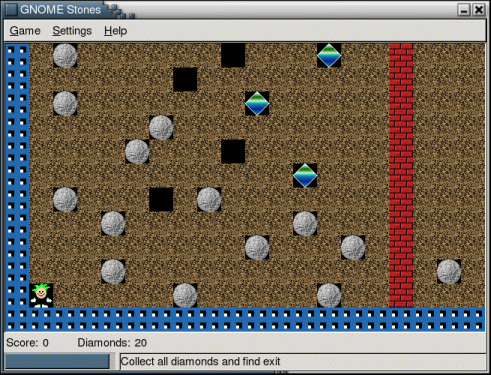 GNOME Stones
Game Settings Help
Score: 0 Diamonds: 20
Collect all diamonds and find exit